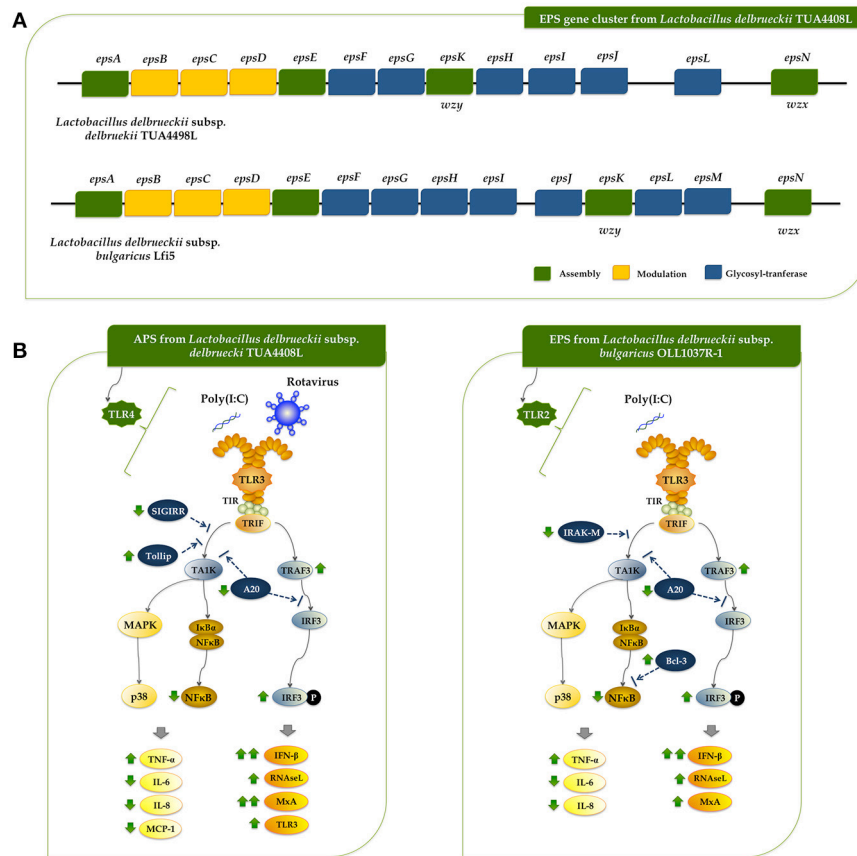 A
EPS gene cluster from Lactobacillus delbrueckii TUA4408L
epsA epsB epsC epsD epsE epsF epsG epsK epsH epsI epsJ epsL epsN
wzy wzx
Lactobacillus delbrueckii subsp.
delbruekii TUA4498L
epsA epsB epsC epsD epsE epsF epsG epsH epsI epsJ epsK epsL epsM epsN
wzy wzx
Lactobacillus delbrueckii subsp.
bulgaricus Lfi5
Assembly Modulation Glycosyl-tranferase
B
APS from Lactobacillus delbrueckii subsp.
delbruecki TUA4408L
TLR4
Poly(I:C)
Rotavirus
TLR3
TIR
TRIF
SIGIRR
Tollip
TA1K
TRAF3
A20
MAPK
IκBα
NFκB
IRF3
p38
NFκB
IRF3 P
TNF-α
IL-6
IL-8
MCP-1
IFN-β
RNAseL
MxA
TLR3
EPS from Lactobacillus delbrueckii subsp.
bulgaricus OLL1037R-1
TLR2
Poly(I:C)
TLR3
TIR
TRIF
IRAK-M
TA1K
TRAF3
A20
MAPK
IκBα
NFκB
IRF3
Bcl-3
p38
NFκB
IRF3 P
TNF-α
IL-6
IL-8
IFN-β
RNAseL
MxA